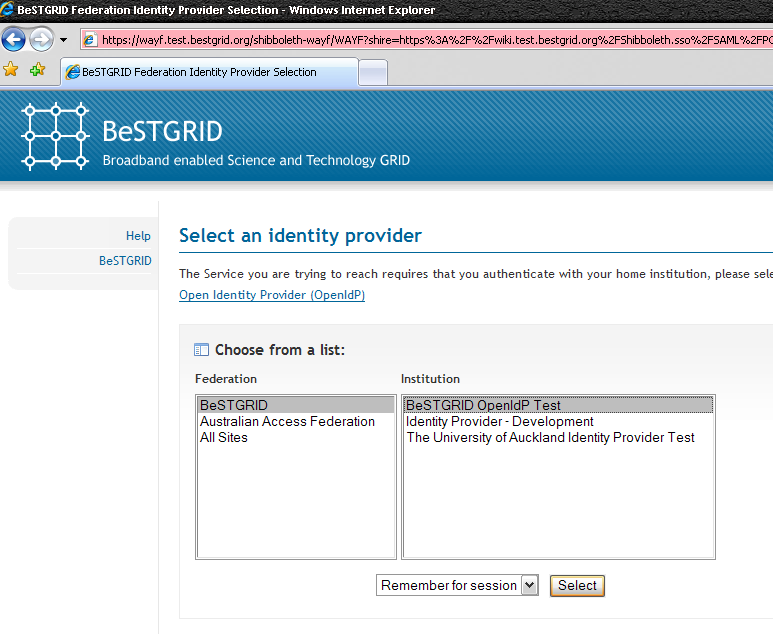 BeSTGRID Federation Identity Provider Selection - Windows Internet Explorer
https://wayf.test.bestgrid.org/shibboleth-wayf/WAYF?shire=https%3A%2F%2Fwiki.test.bestgrid.org%2FShibboleth.sso%2FSAML%2FPO
BeSTGRID Federation Identity Provider Selection
BeSTGRID
Broadband enabled Science and Technology GRID
Help
BeSTGRID
Select an identity provider
The Service you are trying to reach requires that you authenticate with your home institution, please sele
Open Identity Provider (OpenIdP)
Choose from a list:
Federation Institution
BeSTGRID BeSTGRID OpenIdP Test
Australian Access Federation Identity Provider - Development
All Sites The University of Auckland Identity Provider Test
Remember for session Select